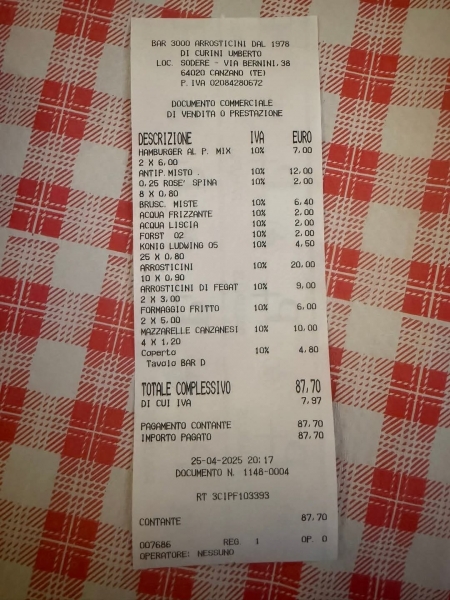 BAR 3000 ARROSTICINI DAL 1978
DI CURINI UMBERTO
LOC SODERE - VIA BERNINI,38
64020 CANZANO (TE)
P.IVA 02084280672
DOCUMENTO COMMERCIALE
DI VENDITA O PRESTAZIONE
DESCRIZIONE IVA EURO
HAMBURGER AL P. MIX 10% 7,00
2 X 6,00
ANTIP.MISTO . 10% 12,00
0,25 ROSE' SPINA 10% 2,00
8 X 0,80
BRUSC. MISTE 10% 6,40
ACQUA FRIZZANTE 10% 2,00
ACQUA LISCIA 10% 2,00
FORST 02 10% 2,00
KONIG LUDWING 05 10% 4,50
25 X 0,80
ARROSTICINI 10% 20,00
10 X 0,90
ARROSTICINI DI FEGAT 10% 9,00
2 X 3,00
FORMAGGIO FRITTO 10% 6,00
2 X 5,00
MAZZARELLE CANZANESI 10% 10,00
4 X 1,20
Coperto 10% 4,80
Tavolo BAR D
TOTALE COMPLESSIVO 87,70
DI CUI IVA 7,97
PAGAMENTO CONTANTE 87,70
IMPORTO PAGATO 87,70
25-04-2025 20:17
DOCUMENTO N. 1148-0004
RT 3CIPF103393
CONTANTE 87,70
007686 REG 1 OP. 0
OPERATORE: NESSUNO